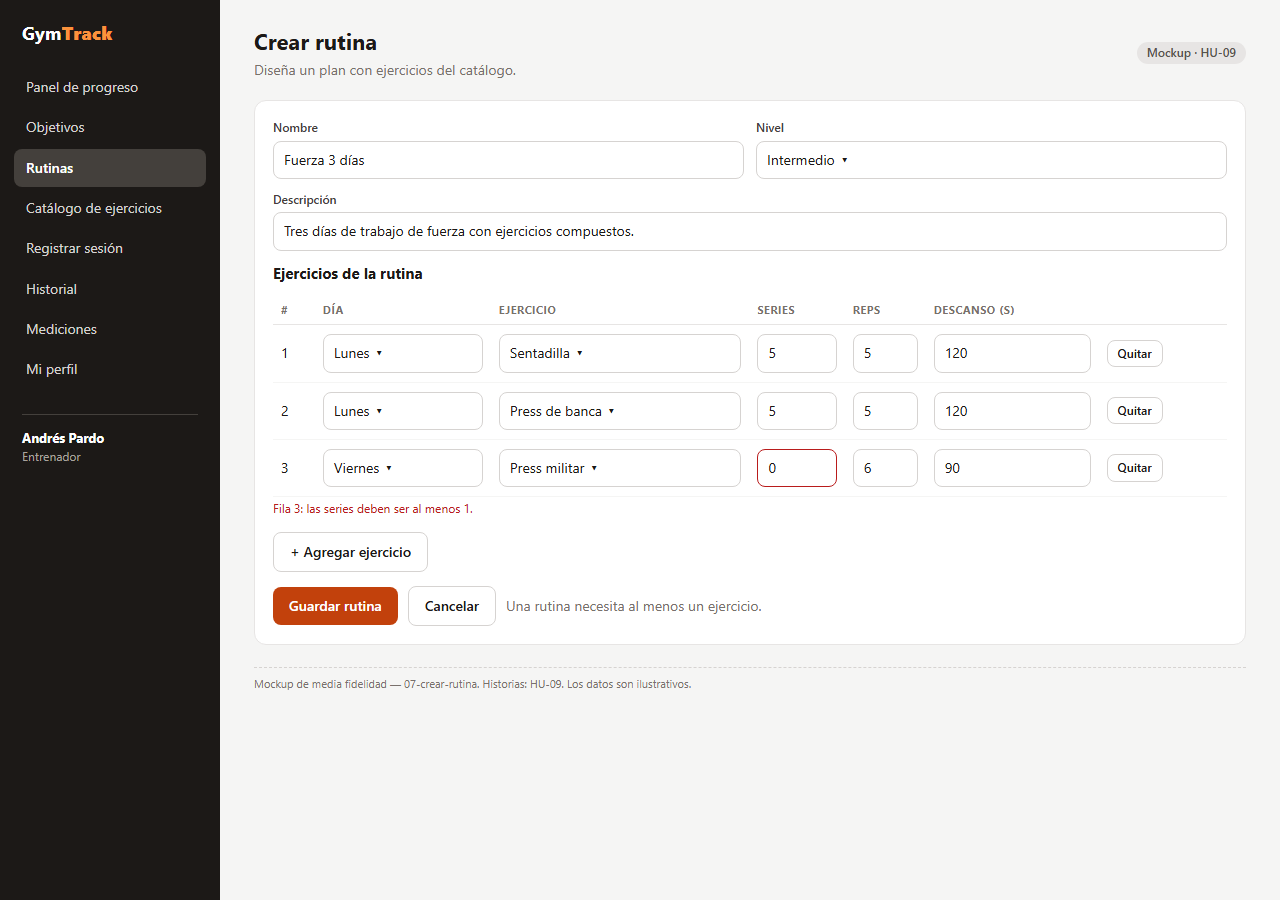 GymTrack
Panel de progreso
Objetivos
Rutinas
Catálogo de ejercicios
Registrar sesión
Historial
Mediciones
Mi perfil
Andrés Pardo
Entrenador
Crear rutina
Diseña un plan con ejercicios del catálogo.
Mockup · HU-09
Nombre Nivel
Fuerza 3 días Intermedio ▾
Descripción
Tres días de trabajo de fuerza con ejercicios compuestos.
Ejercicios de la rutina
# DÍA EJERCICIO SERIES REPS DESCANSO (S)
1 Lunes ▾ Sentadilla ▾ 5 5 120 Quitar
2 Lunes ▾ Press de banca ▾ 5 5 120 Quitar
3 Viernes ▾ Press militar ▾ 0 6 90 Quitar
Fila 3: las series deben ser al menos 1.
+ Agregar ejercicio
Guardar rutina Cancelar Una rutina necesita al menos un ejercicio.
Mockup de media fidelidad — 07-crear-rutina. Historias: HU-09. Los datos son ilustrativos.